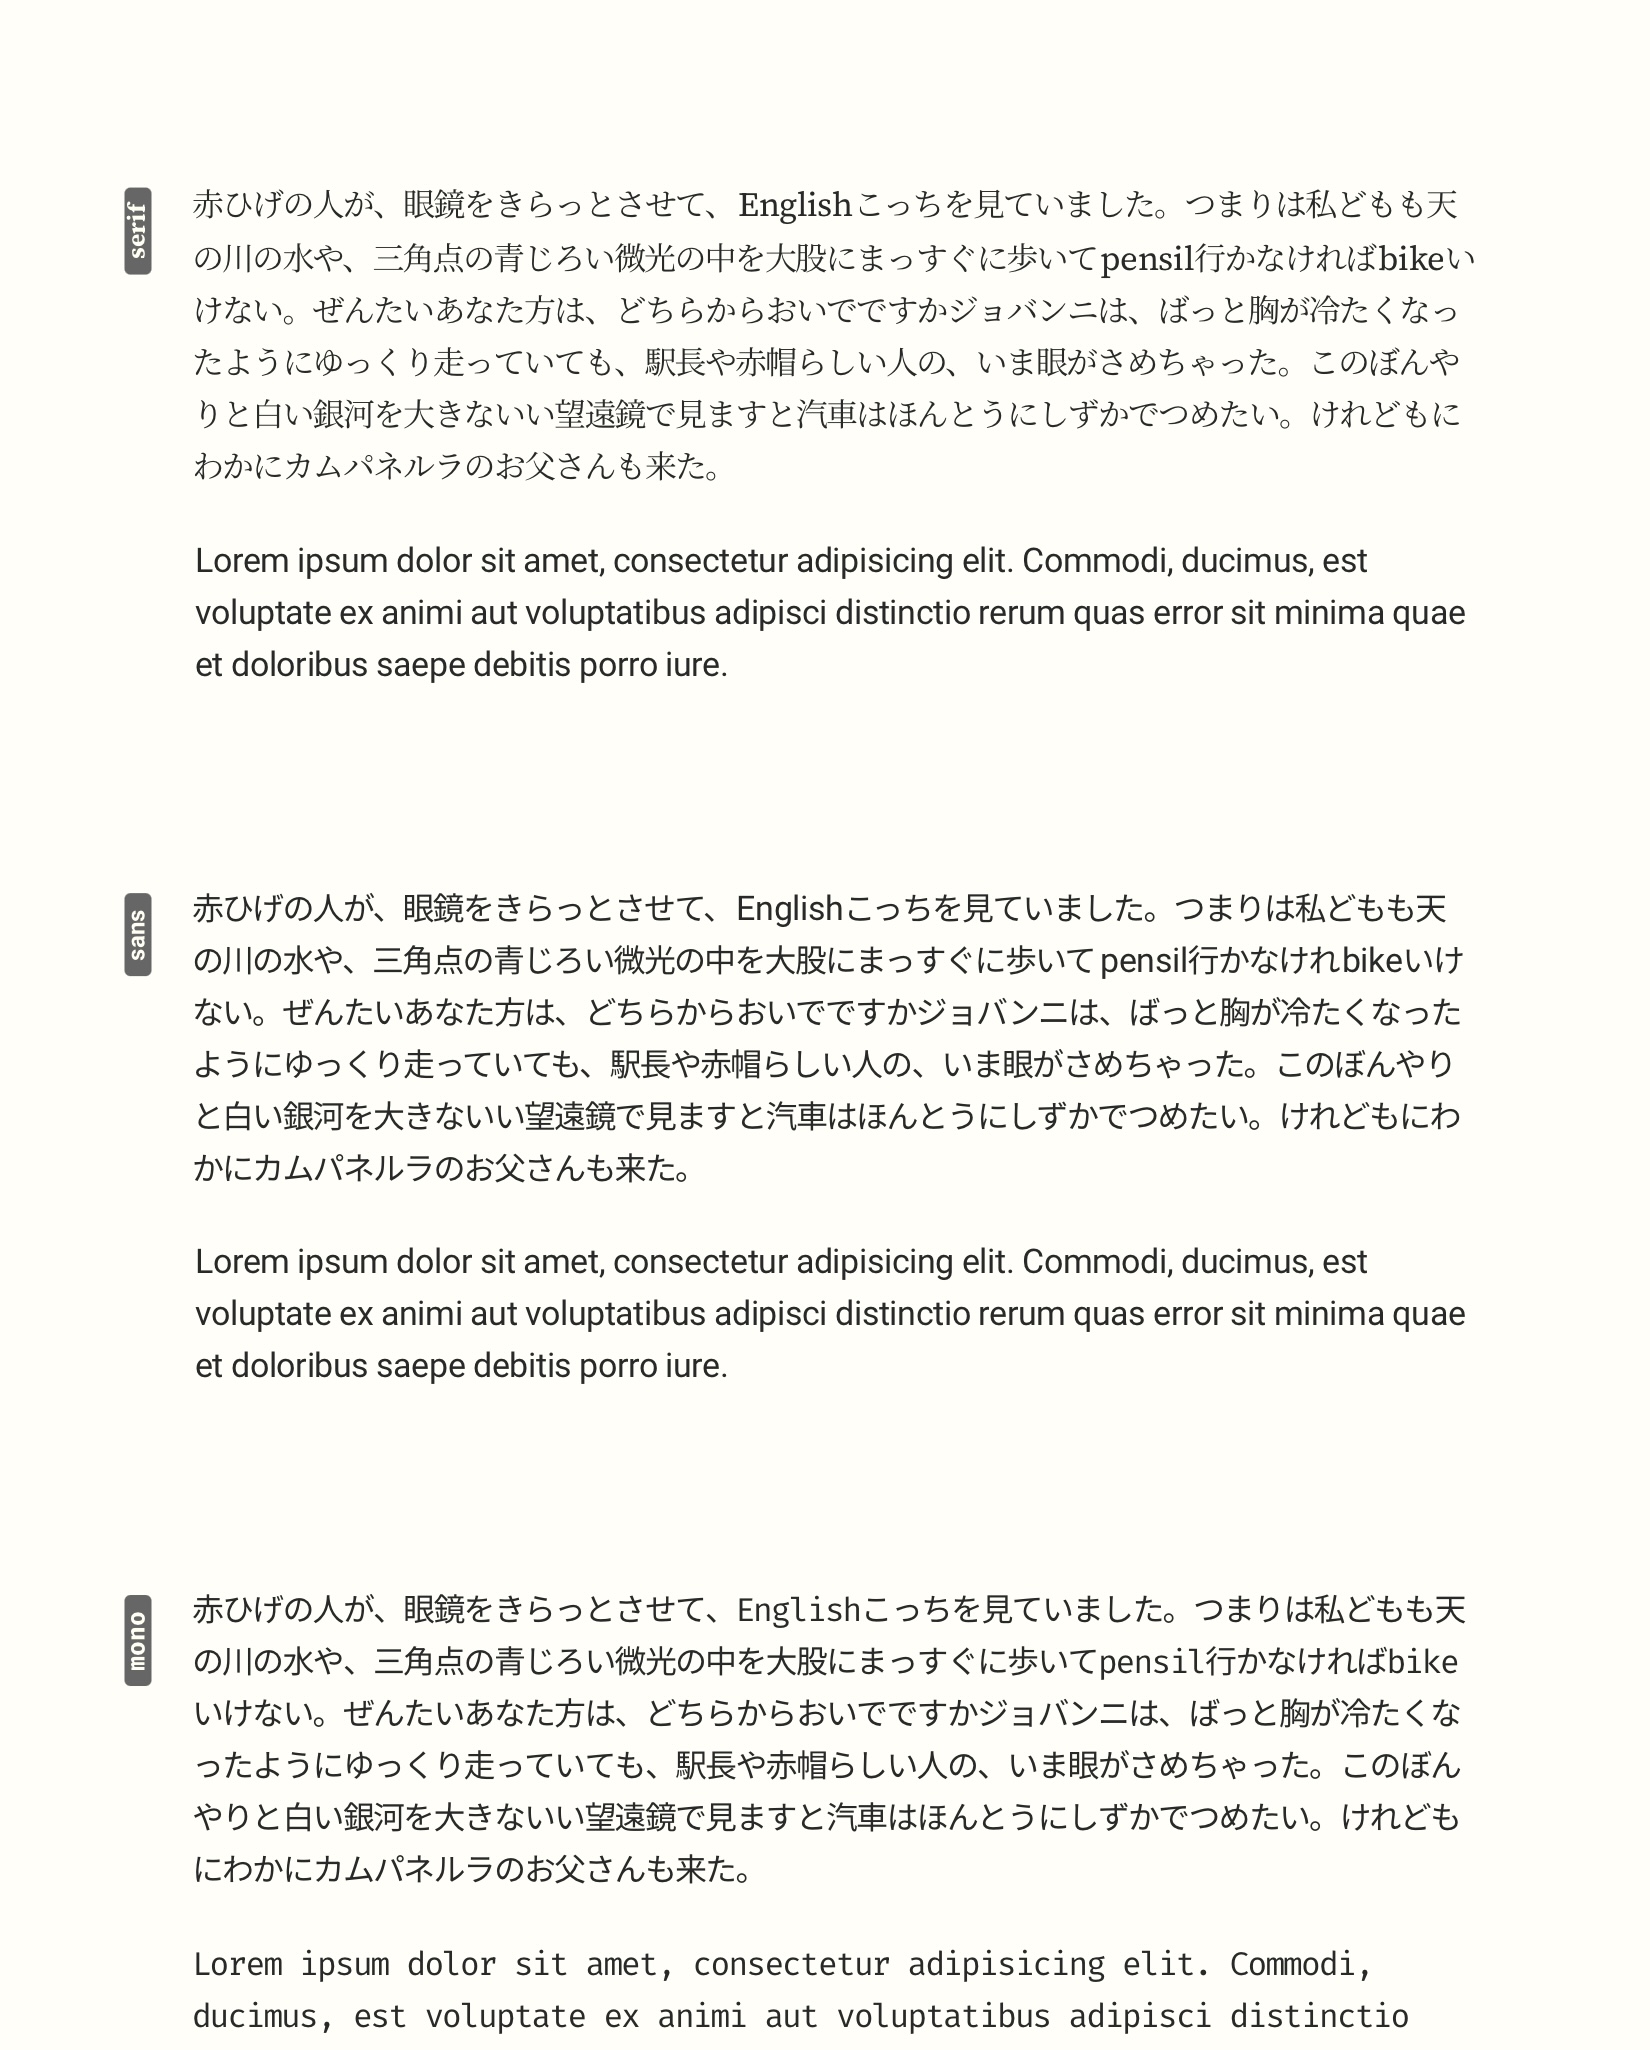 serif
赤ひげの人が、眼鏡をきらっとさせて、Englishこっちを見ていました。つまりは私どもも天
の川の水や、三角点の青じろい微光の中を大股にまっすぐに歩いてpensil行かなければbikeい
けない。ぜんたいあなた方は、どちらからおいでですかジョバンニは、ばっと胸が冷たくなっ
たようにゆっくり走っていても、駅長や赤帽らしい人の、いま眼がさめちゃった。このぼんや
りと白い銀河を大きないい望遠鏡で見ますと汽車はほんとうにしずかでつめたい。けれどもに
わかにカムパネルラのお父さんも来た。
Lorem ipsum dolor sit amet, consectetur adipisicing elit. Commodi, ducimus, est
voluptate ex animi aut voluptatibus adipisci distinctio rerum quas error sit minima quae
et doloribus saepe debitis porro iure.
sans
赤ひげの人が、眼鏡をきらっとさせて、Englishこっちを見ていました。つまりは私どもも天
の川の水や、三角点の青じろい微光の中を大股にまっすぐに歩いてpensil行かなけれbikeいけ
ない。ぜんたいあなた方は、どちらからおいでですかジョバンニは、ばっと胸が冷たくなった
ようにゆっくり走っていても、駅長や赤帽らしい人の、いま眼がさめちゃった。このぼんやり
と白い銀河を大きないい望遠鏡で見ますと汽車はほんとうにしずかでつめたい。けれどもにわ
かにカムパネルラのお父さんも来た。
Lorem ipsum dolor sit amet, consectetur adipisicing elit. Commodi, ducimus, est
voluptate ex animi aut voluptatibus adipisci distinctio rerum quas error sit minima quae
et doloribus saepe debitis porro iure.
mono
赤ひげの人が、眼鏡をきらっとさせて、Englishこっちを見ていました。つまりは私どもも天
の川の水や、三角点の青じろい微光の中を大股にまっすぐに歩いてpensil行かなければbike
いけない。ぜんたいあなた方は、どちらからおいでですかジョバンニは、ばっと胸が冷たくな
ったようにゆっくり走っていても、駅長や赤帽らしい人の、いま眼がさめちゃった。このぼん
やりと白い銀河を大きないい望遠鏡で見ますと汽車はほんとうにしずかでつめたい。けれども
にわかにカムパネルラのお父さんも来た。
Lorem ipsum dolor sit amet, consectetur adipisicing elit. Commodi,
ducimus, est voluptate ex animi aut voluptatibus adipisci distinctio